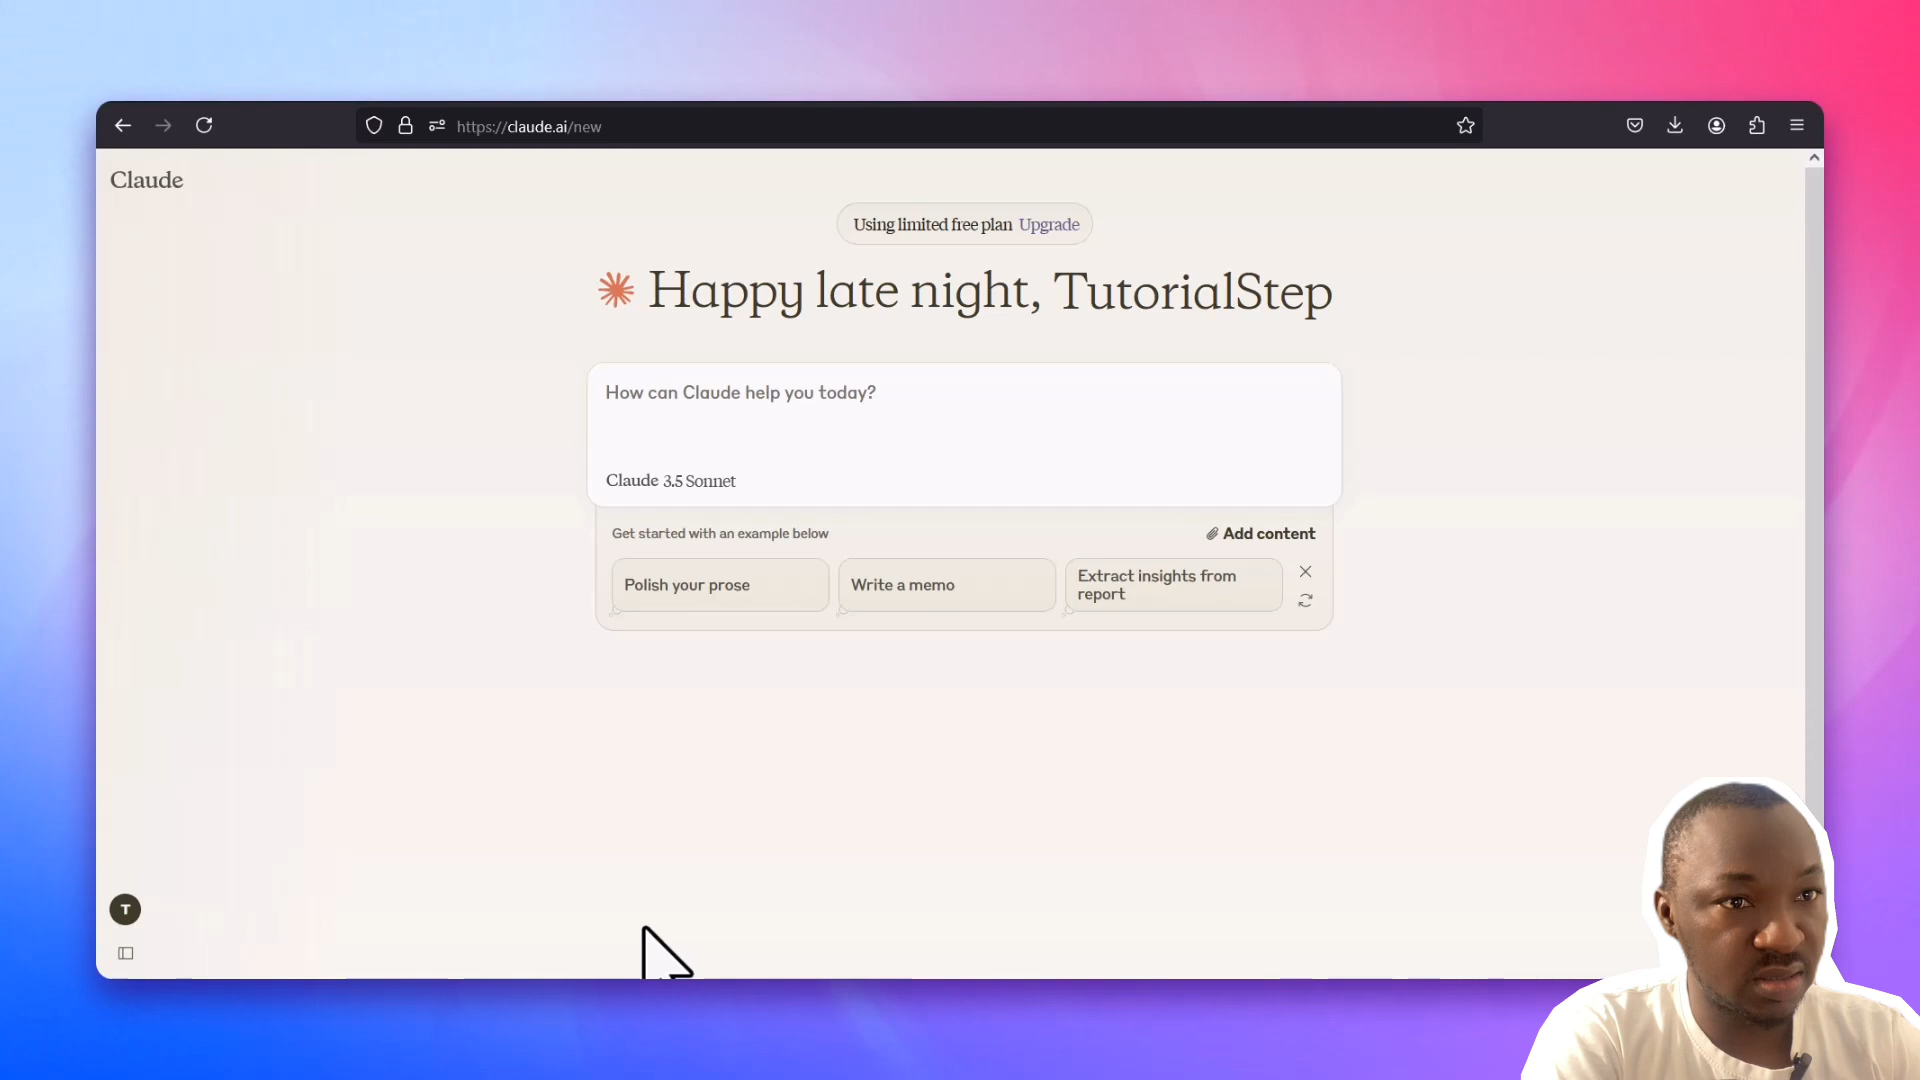 https://claude.ai/new
Claude
Using limited free plan Upgrade
Happy late night, TutorialStep
How can Claude help you today?
Claude 3.5 Sonnet
Get started with an example below
Add content
Polish your prose
Write a memo
Extract insights from
report
T